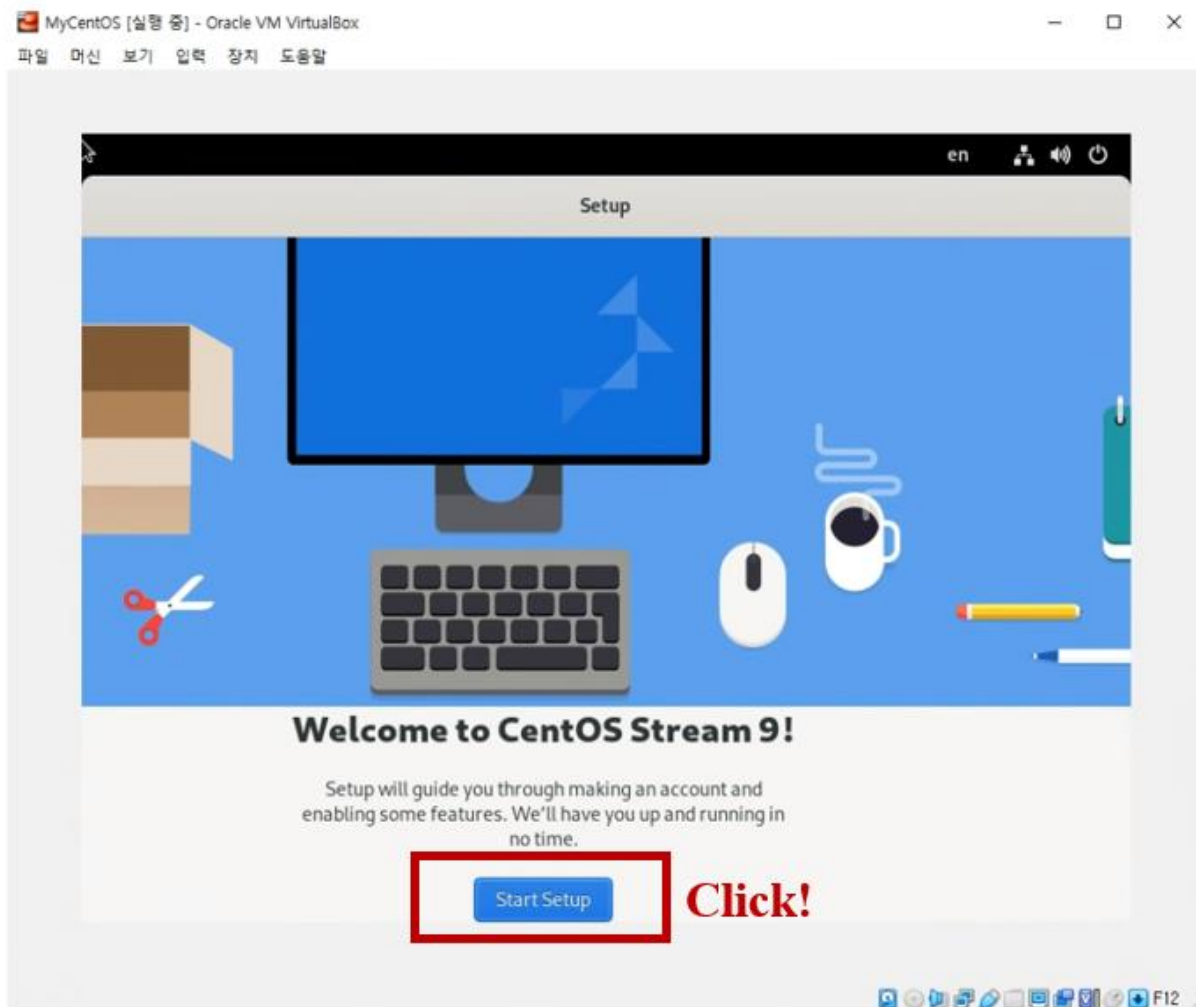 MyCentOS [실행 중] - Oracle VM VirtualBox
파일 머신 보기 입력 장치 도움말
en
Setup
Welcome to CentOS Stream 9!
Setup will guide you through making an account and
enabling some features. We'll have you up and running in
no time.
Start Setup
Click!
F12